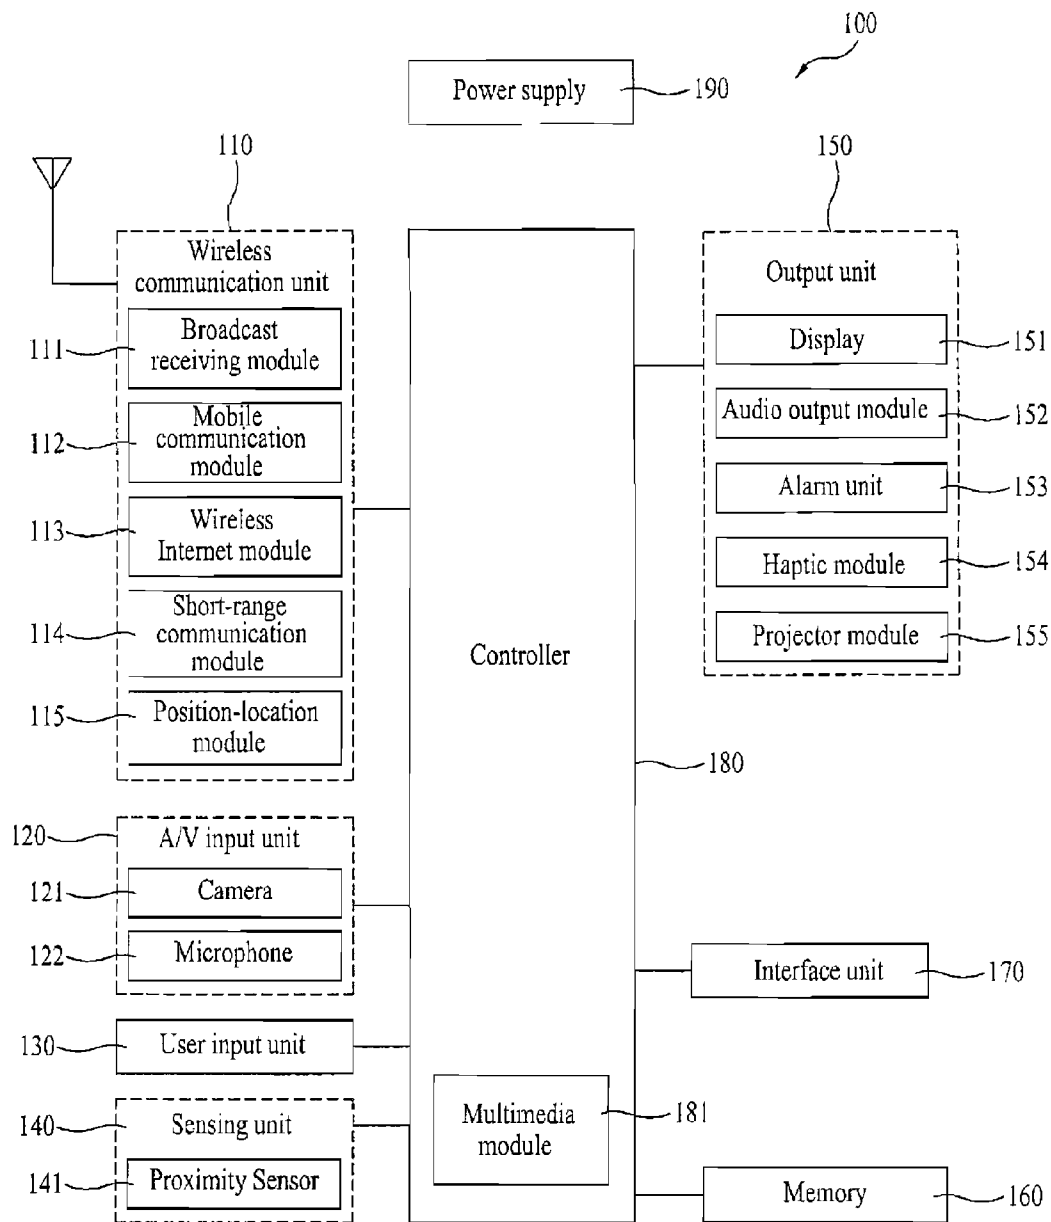 100
Power supply
190
110
150
Wireless
communication unit
Output unit
Broadcast
receiving module
111
Display
151
Mobile
communication
module
112
Audio output module
152
Wireless
Internet module
113
Alarm unit
153
Short-range
communication
module
114
Haptic module
154
Position-location
module
115
Projector module
155
Controller
180
120
A/V input unit
121
Camera
122
Microphone
Interface unit
170
130
User input unit
Multimedia
module
181
140
Sensing unit
141
Proximity Sensor
Memory
160